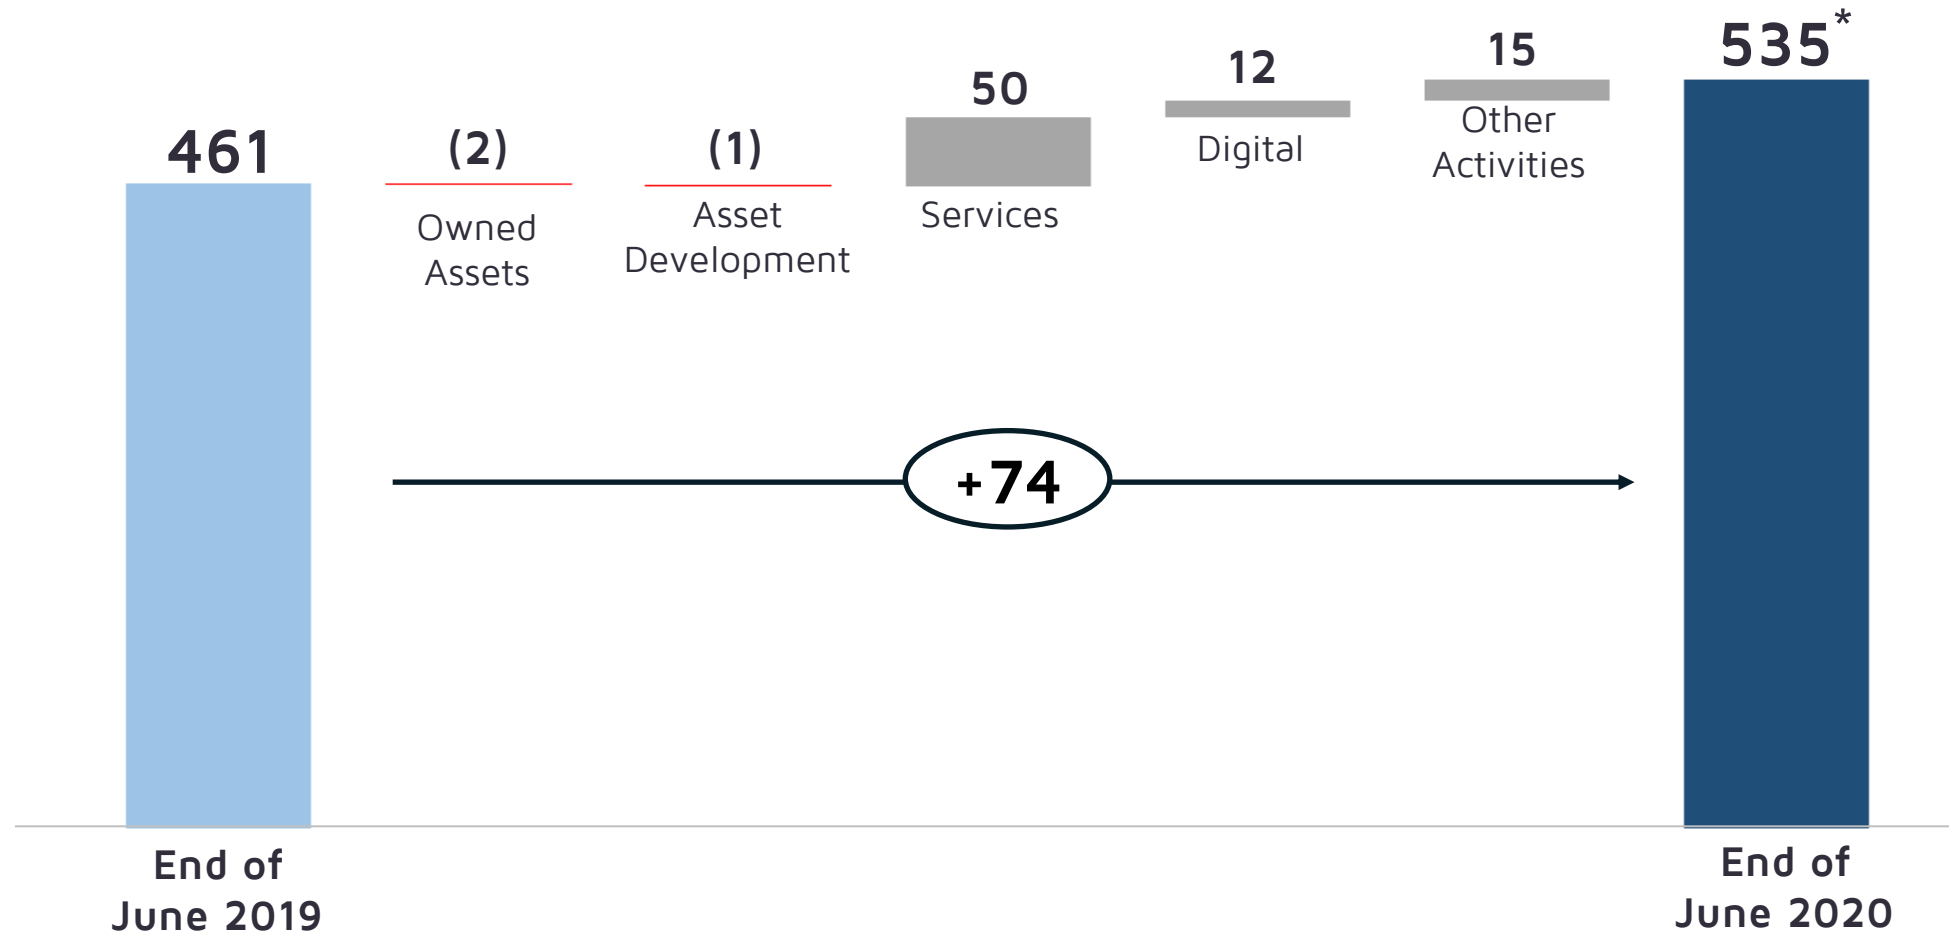 461
(2)
Owned
Assets
(1)
Asset
Development
50
Services
12
Digital
15
Other
Activities
535*
+74
End of
June 2019
End of
June 2020